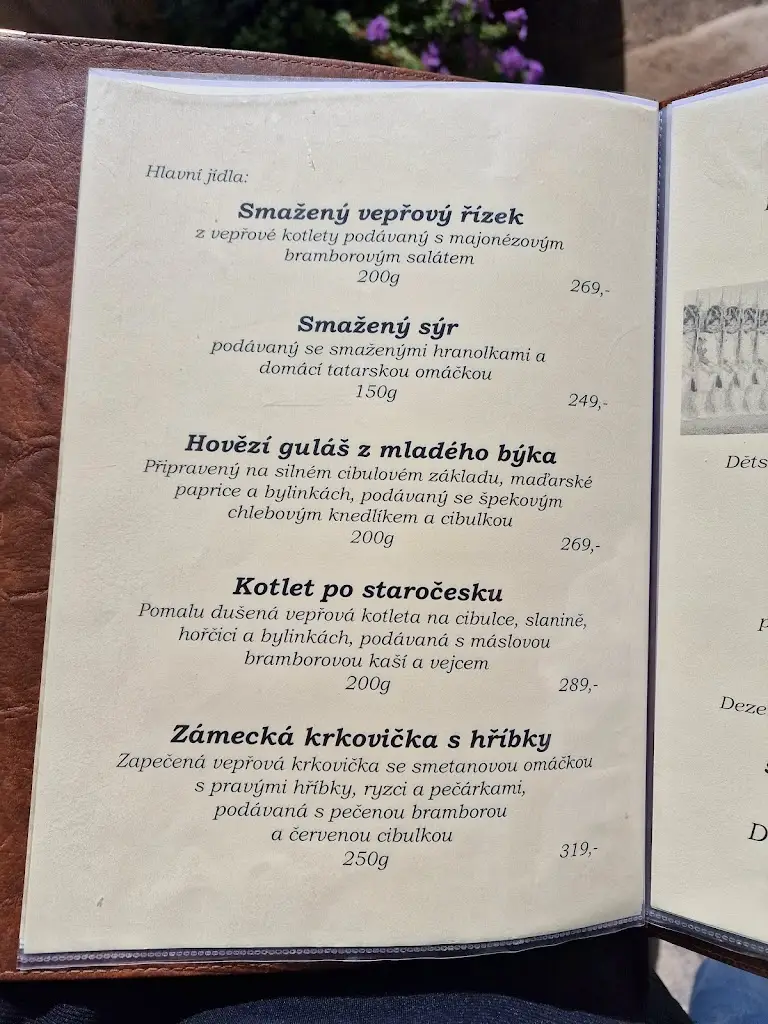 Hlavní jídla:
Smažený vepřový řízek
z vepřové kotlety podávaný s majonézovým
bramborovým salátem
200g
269,-
Smažený sýr
podávaný se smaženými hranolkami a
domácí tatarskou omáčkou
150g
249,-
Hovězí guláš z mladého býka
Připravený na silném cibulovém základu, maďarské
paprice a bylinkách, podávaný se špekovým
chlebovým knedlíkem a cibulkou
200g
269,-
Kotlet po staročesku
Pomalu dušená vepřová kotleta na cibulce, slanině,
hořčici a bylinkách, podávaná s máslovou
bramborovou kaší a vejcem
200g
289,-
Zámecká krkovička s hříbky
Zapečená vepřová krkovička se smetanovou omáčkou
s pravými hříbky, ryzci a pečárkami,
podávaná s pečenou bramborou
a červenou cibulkou
250g
319,-
Děts
Deze
D